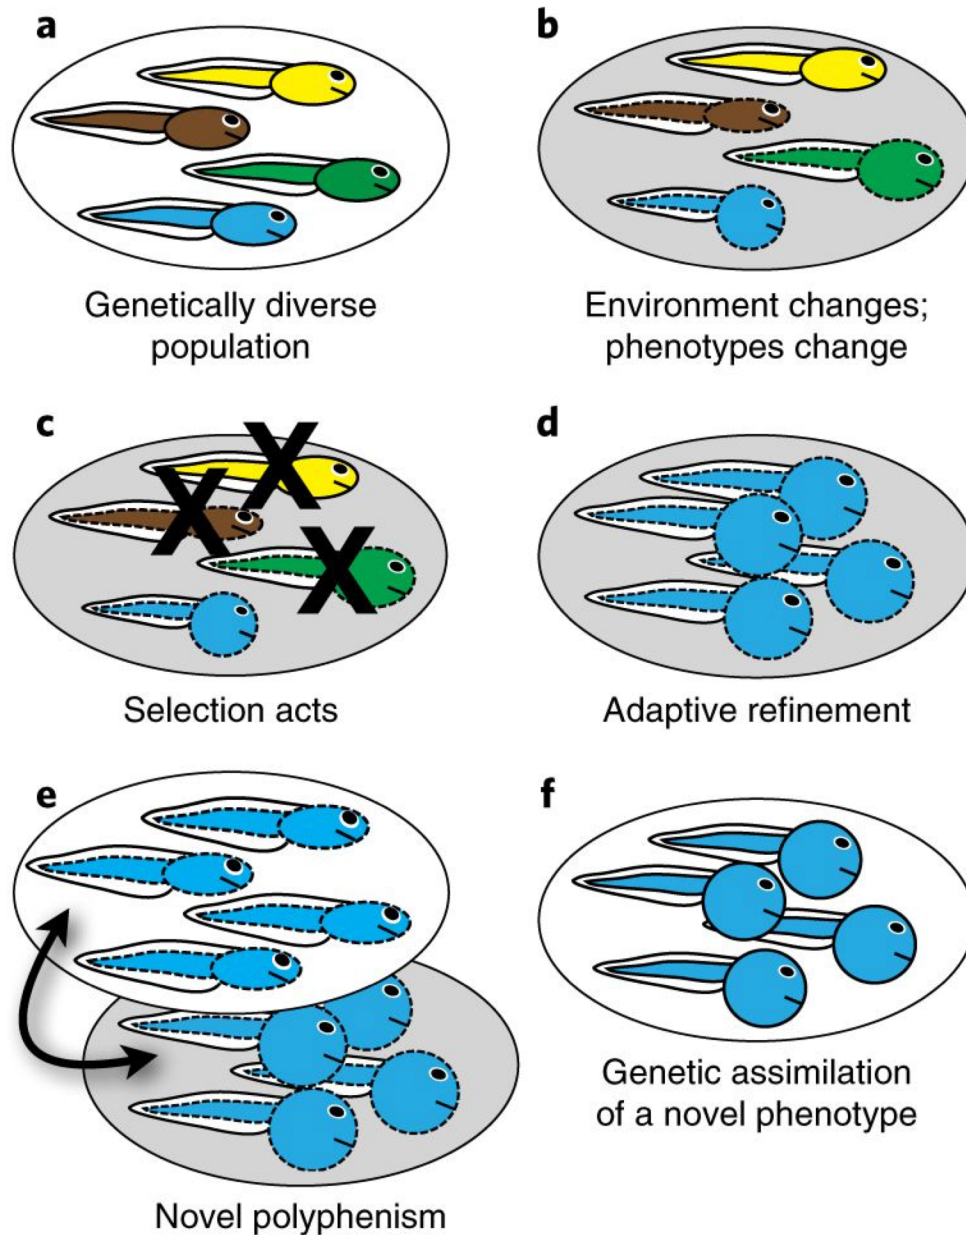 a
Genetically diverse
population
b
Environment changes;
phenotypes change
c
Selection acts
d
Adaptive refinement
e
Novel polyphenism
f
Genetic assimilation
of a novel phenotype